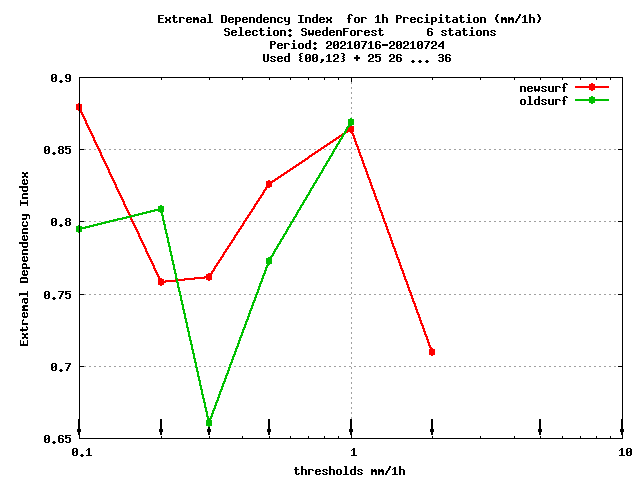 Extremal Dependency Index  for 1h Precipitation (mm/1h)
Selection: SwedenForest      6 stations
Period: 20210716-20210724
Used {00,12} + 25 26 ... 36
newsurf
oldsurf
Extremal Dependency Index
0.9
0.85
0.8
0.75
0.7
0.65
0.1
1
10
thresholds mm/1h